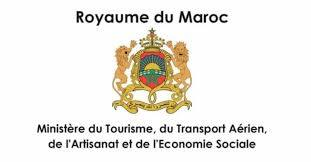 Royaume du Maroc
Ministère du Tourisme, du Transport Aérien,
de l'Artisanat et de l'Economie Sociale